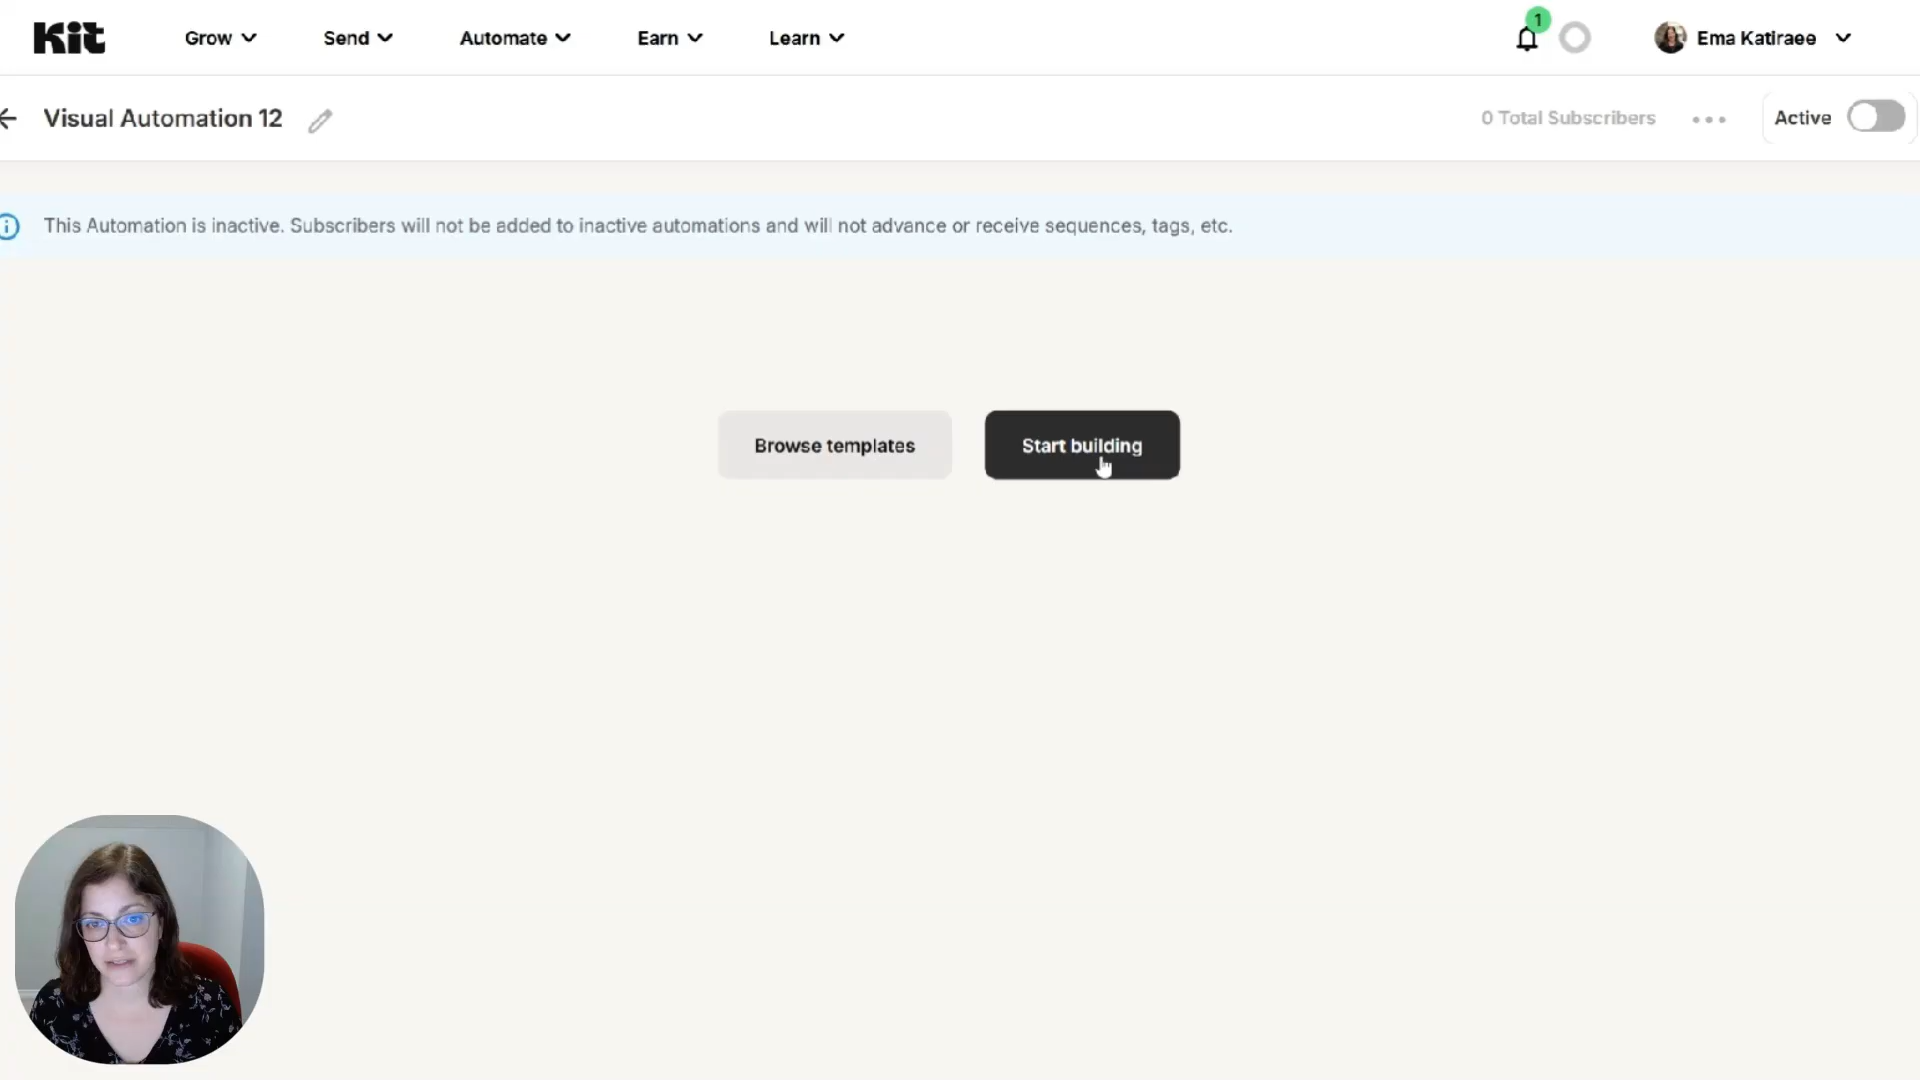 Kit
Grow
Send
Automate
Earn
Learn
1
Ema Katiraee
Visual Automation 12
0 Total Subscribers
Active
This Automation is inactive. Subscribers will not be added to inactive automations and will not advance or receive sequences, tags, etc.
Browse templates
Start building